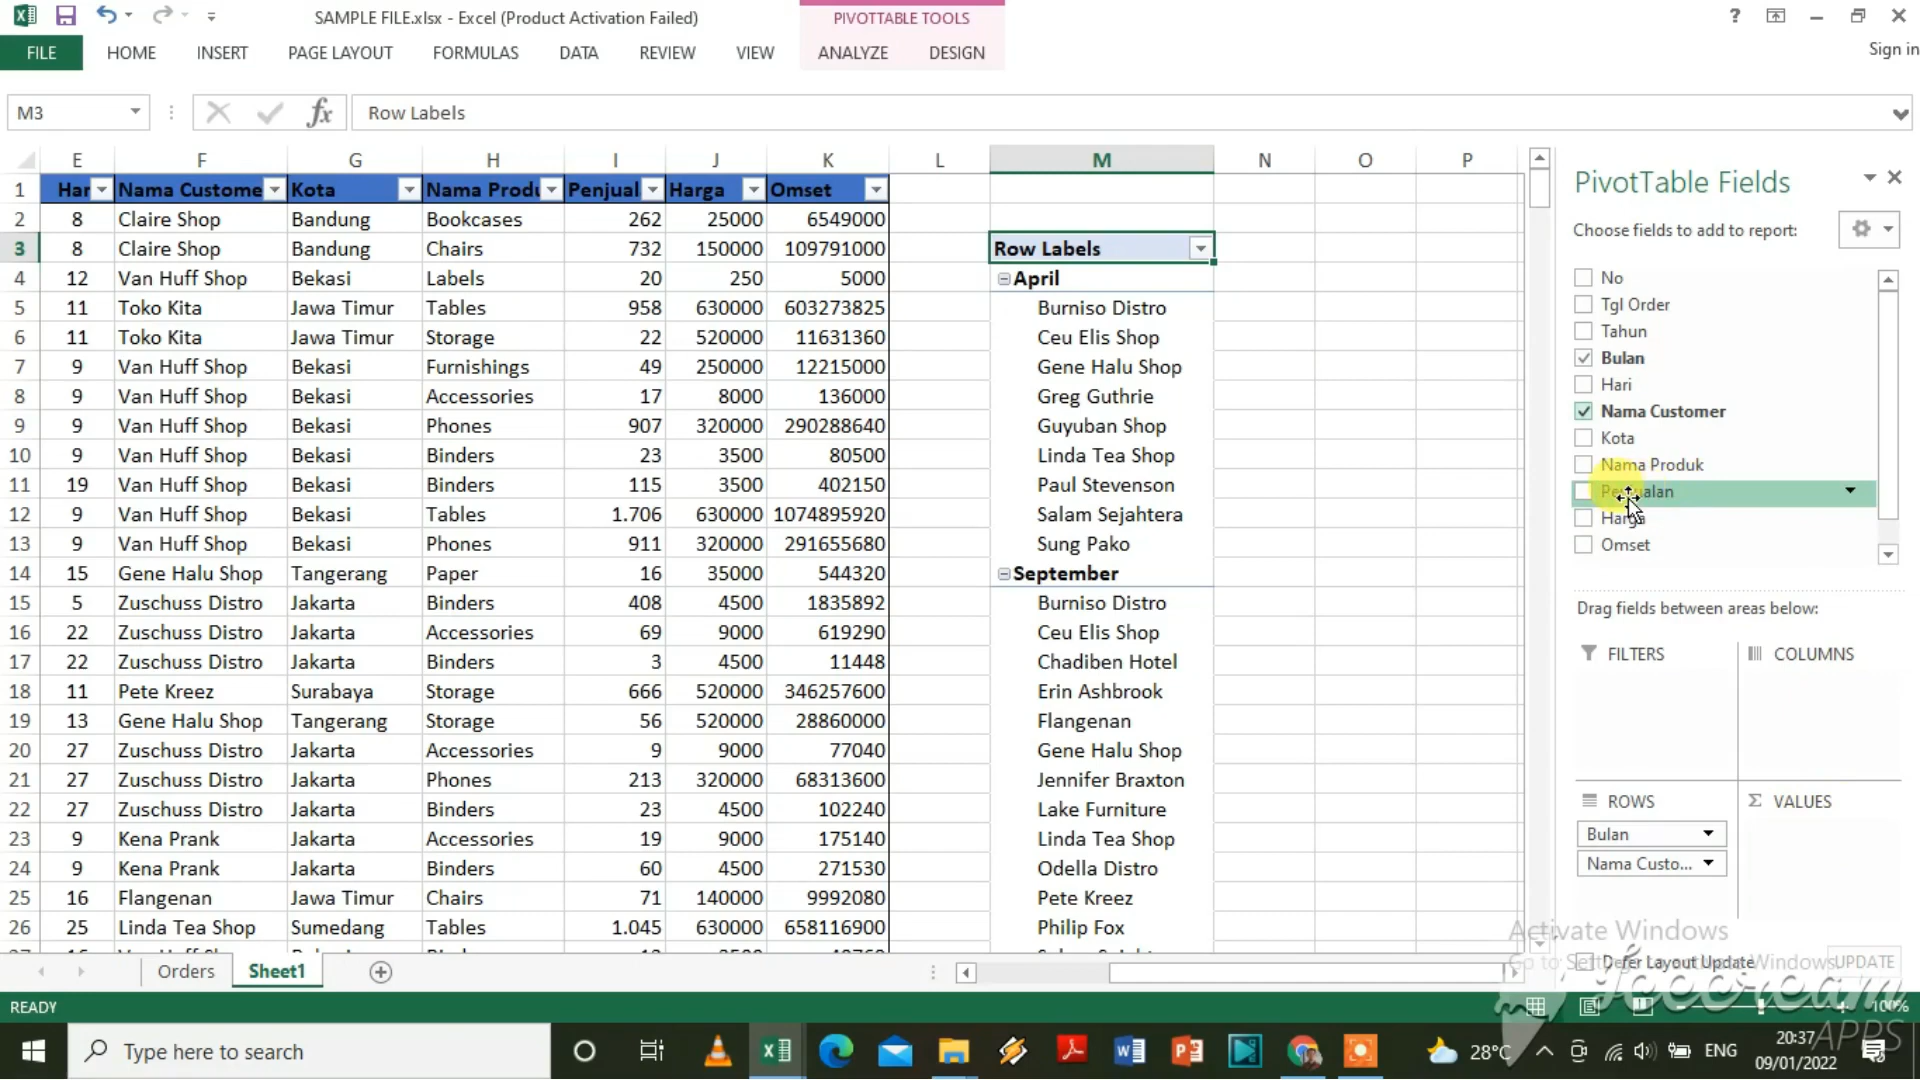 SAMPLE FILE.xlsx - Excel (Product Activation Failed)
PIVOTTABLE TOOLS
?
FILE HOME INSERT PAGE LAYOUT FORMULAS DATA REVIEW VIEW ANALYZE DESIGN Sign in
M3 fx Row Labels
E F G H I J K L M N O P
1 Har Nama Custome Kota Nama Produ Penjual Harga Omset
2 8 Claire Shop Bandung Bookcases 262 25000 6549000
3 8 Claire Shop Bandung Chairs 732 150000 109791000 Row Labels
4 12 Van Huff Shop Bekasi Labels 20 250 5000 April
5 11 Toko Kita Jawa Timur Tables 958 630000 603273825 Burniso Distro
6 11 Toko Kita Jawa Timur Storage 22 520000 11631360 Ceu Elis Shop
7 9 Van Huff Shop Bekasi Furnishings 49 250000 12215000 Gene Halu Shop
8 9 Van Huff Shop Bekasi Accessories 17 8000 136000 Greg Guthrie
9 9 Van Huff Shop Bekasi Phones 907 320000 290288640 Guyuban Shop
10 9 Van Huff Shop Bekasi Binders 23 3500 80500 Linda Tea Shop
11 19 Van Huff Shop Bekasi Binders 115 3500 402150 Paul Stevenson
12 9 Van Huff Shop Bekasi Tables 1.706 630000 1074895920 Salam Sejahtera
13 9 Van Huff Shop Bekasi Phones 911 320000 291655680 Sung Pako
14 15 Gene Halu Shop Tangerang Paper 16 35000 544320 September
15 5 Zuschuss Distro Jakarta Binders 408 4500 1835892 Burniso Distro
16 22 Zuschuss Distro Jakarta Accessories 69 9000 619290 Ceu Elis Shop
17 22 Zuschuss Distro Jakarta Binders 3 4500 11448 Chadiben Hotel
18 11 Pete Kreez Surabaya Storage 666 520000 346257600 Erin Ashbrook
19 13 Gene Halu Shop Tangerang Storage 56 520000 28860000 Flangenan
20 27 Zuschuss Distro Jakarta Accessories 9 9000 77040 Gene Halu Shop
21 27 Zuschuss Distro Jakarta Phones 213 320000 68313600 Jennifer Braxton
22 27 Zuschuss Distro Jakarta Binders 23 4500 102240 Lake Furniture
23 9 Kena Prank Jakarta Accessories 19 9000 175140 Linda Tea Shop
24 9 Kena Prank Jakarta Binders 60 4500 271530 Odella Distro
25 16 Flangenan Jawa Timur Chairs 71 140000 9992080 Pete Kreez
26 25 Linda Tea Shop Sumedang Tables 1.045 630000 658116900 Philip Fox
PivotTable Fields
Choose fields to add to report:
No
Tgl Order
Tahun
Bulan
Hari
Nama Customer
Kota
Nama Produk
Penjualan
Harga
Omset
Drag fields between areas below:
FILTERS COLUMNS
ROWS VALUES
Bulan
Nama Custo...
Activate Windows
Go to Settings to activate Windows.
Defer Layout Update UPDATE
Orders Sheet1
READY 100%
Icecream
APPS
Type here to search
28°C ENG
20:37
09/01/2022